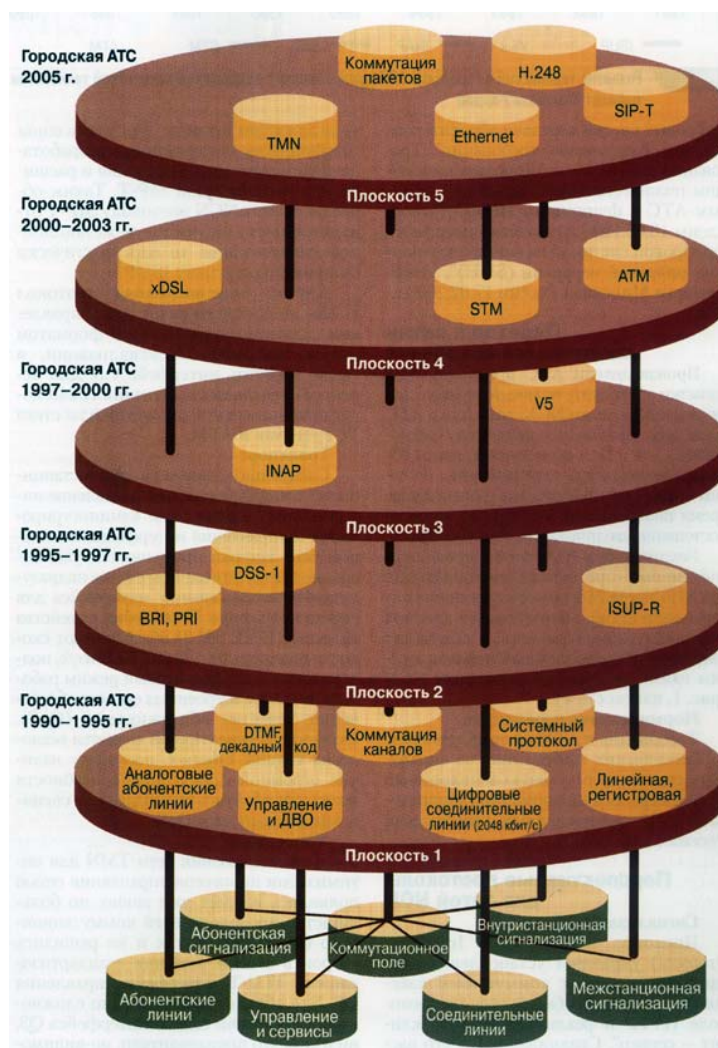 Городская АТС
2005 г.
Коммутация
пакетов
H.248
SIP-T
TMN
Ethernet
Плоскость 5
Городская АТС
2000–2003 гг.
xDSL
STM
ATM
Плоскость 4
Городская АТС
1997–2000 гг.
V5
INAP
Плоскость 3
Городская АТС
1995–1997 гг.
DSS-1
BRI, PRI
ISUP-R
Плоскость 2
Городская АТС
1990–1995 гг.
DTMF,
декадный код
Коммутация
каналов
Системный
протокол
Аналоговые
абонентские
линии
Управление
и ДВО
Цифровые
соединительные
линии (2048 кбит/с)
Линейная,
регистровая
Плоскость 1
Абонентская
сигнализация
Коммутационное
поле
Внутристанционная
сигнализация
Абонентские
линии
Управление
и сервисы
Соединительные
линии
Межстанционная
сигнализация